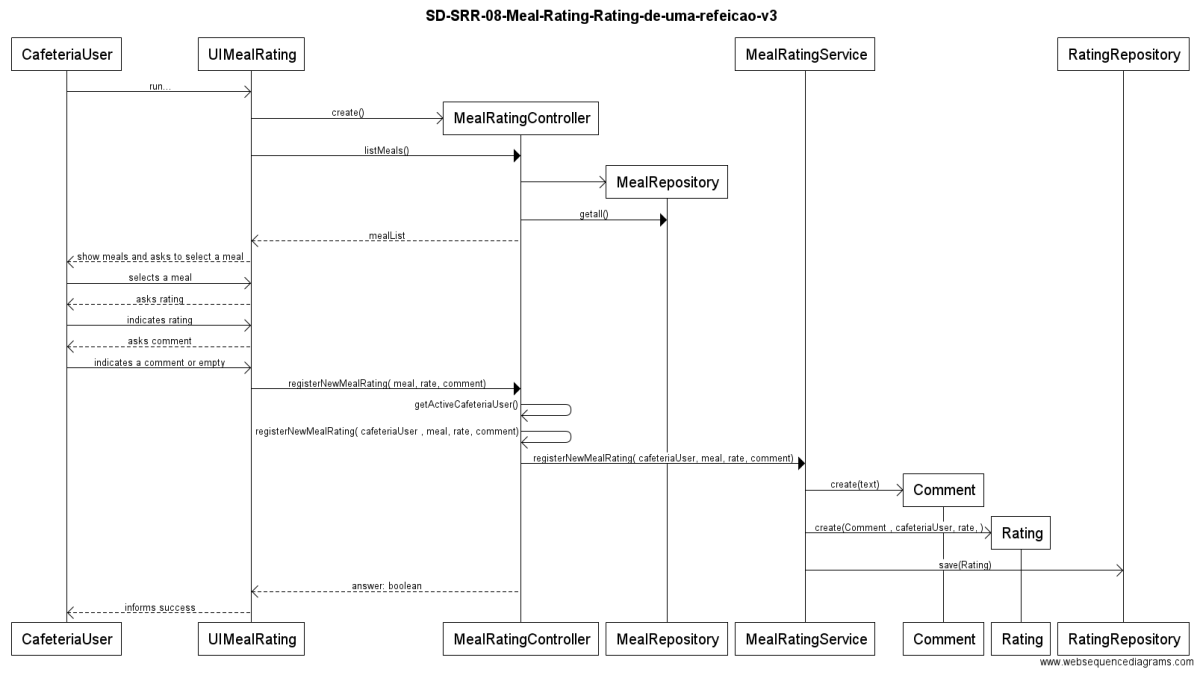 SD-SRR-08-Meal-Rating-Rating-de-uma-refeicao-v3
CafeteriaUser
UIMealRating
MealRatingService
RatingRepository
run...
create()
MealRatingController
listMeals()
MealRepository
getall()
mealList
show meals and asks to select a meal
selects a meal
asks rating
indicates rating
asks comment
indicates a comment or empty
registerNewMealRating( meal, rate, comment)
getActiveCafeteriaUser()
registerNewMealRating( cafeteriaUser , meal, rate, comment)
registerNewMealRating( cafeteriaUser, meal, rate, comment)
create(text)
Comment
create(Comment , cafeteriaUser, rate, )
Rating
save(Rating)
answer: boolean
informs success
CafeteriaUser
UIMealRating
MealRatingController
MealRepository
MealRatingService
Comment
Rating
RatingRepository
www.websequencediagrams.com